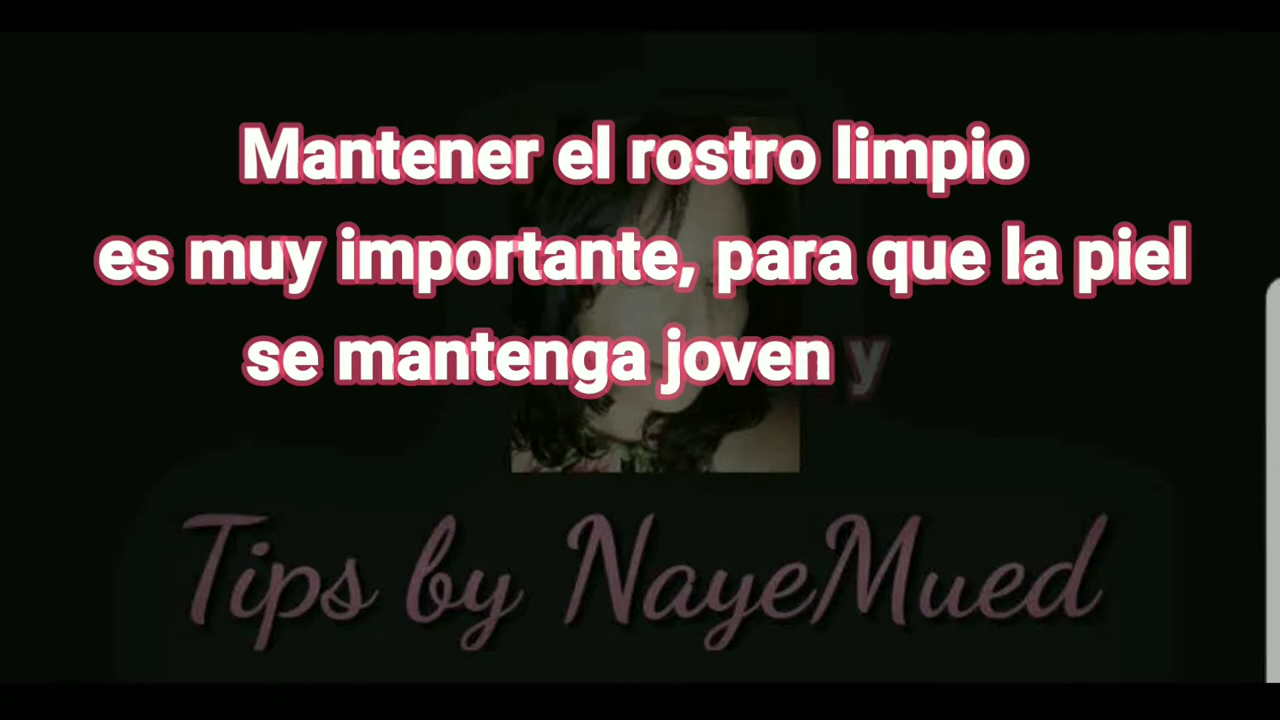 Mantener el rostro limpio
es muy importante, para que la piel
se mantenga joven y
Tips by NayeMued